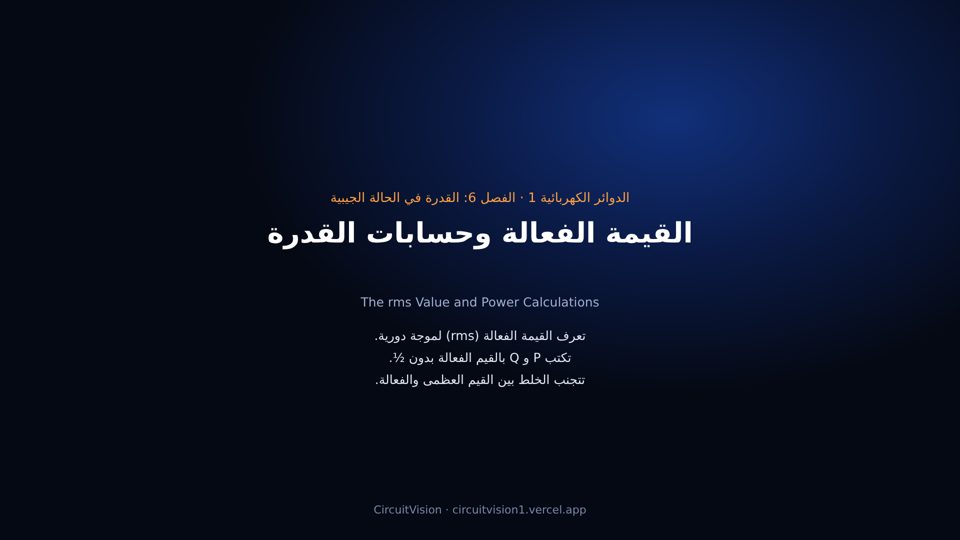 الدوائر الكهربائية 1 · الفصل 6: القدرة في الحالة الجيبية
القيمة الفعالة وحسابات القدرة
The rms Value and Power Calculations
تعرف القيمة الفعالة (rms) لموجة دورية.
تكتب P و Q بالقيم الفعالة بدون ½.
تتجنب الخلط بين القيم العظمى والفعالة.
CircuitVision · circuitvision1.vercel.app